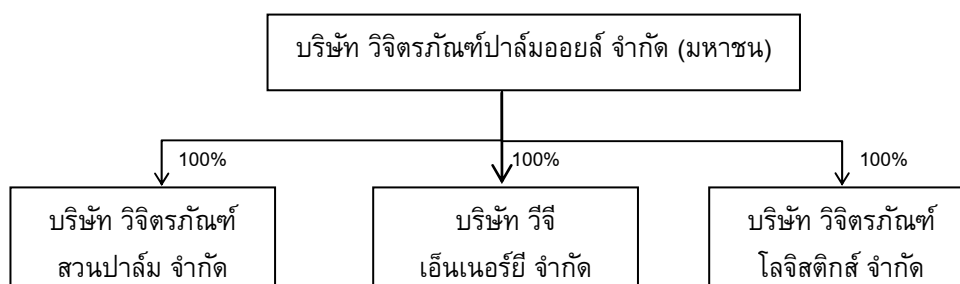 บริษัท วิจิตรภัณฑ์ปาล์มออยล์ จำกัด (มหาชน)
100%
100%
100%
บริษัท วิจิตรภัณฑ์
สวนปาล์ม จำกัด
บริษัท วีจี
เอ็นเนอร์ยี จำกัด
บริษัท วิจิตรภัณฑ์
โลจิสติกส์ จำกัด